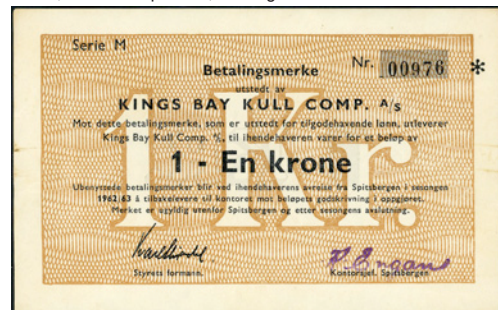 Serie M
Nr. 00976 *
Betalingsmerke
utstedt av
KINGS BAY KULL COMP. A/S
Mot dette betalingsmerke, som er utstedt for tilgodehavende lønn, utleverer
Kings Bay Kull Comp. A/S til ihendehaveren varer for et beløp av
1 - En krone
1 Kr.
Ubenyttede betalingsmerker blir ved ihendehaverens avreise fra Spitsbergen i sesongen
1962/63 å tilbakelevere til kontoret mot beløpets godskrivning i oppgjøret.
Merket er ugyldig utenfor Spitsbergen og etter sesongens avslutning.
Styrets formann.
Kontorsjef. Spitsbergen